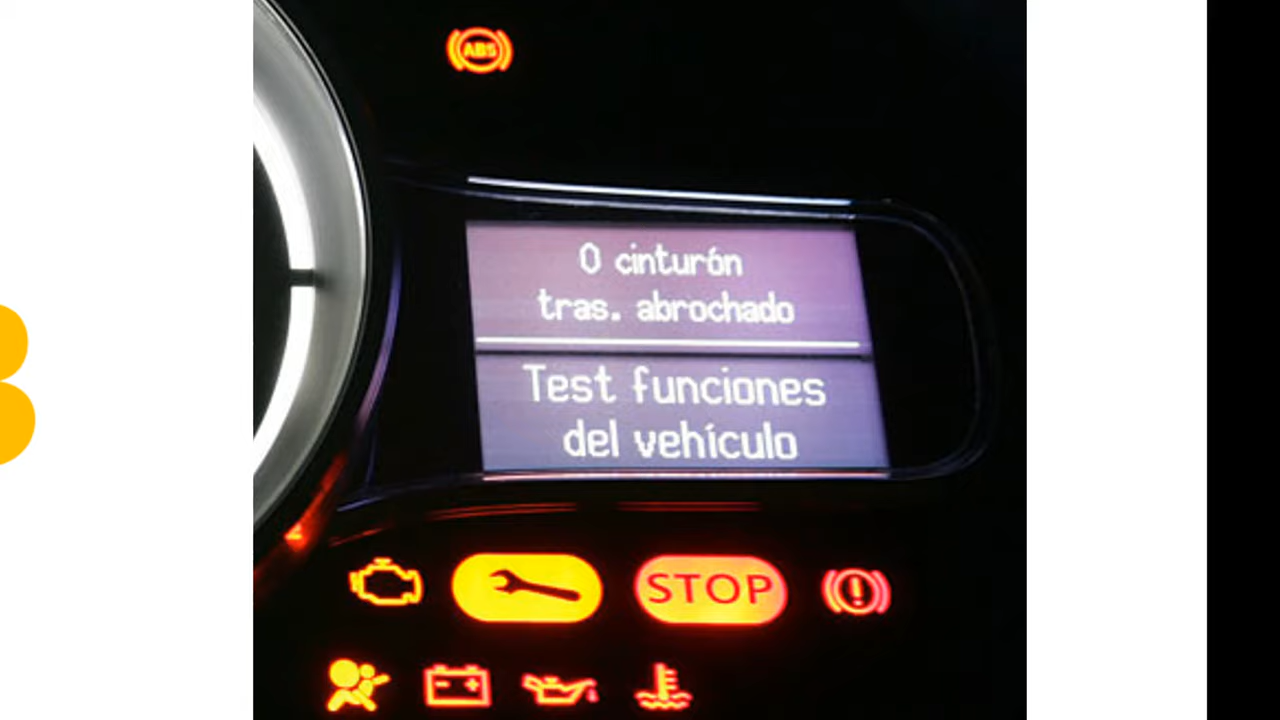 ABS
0 cinturón
tras. abrochado
Test funciones
del vehículo
STOP